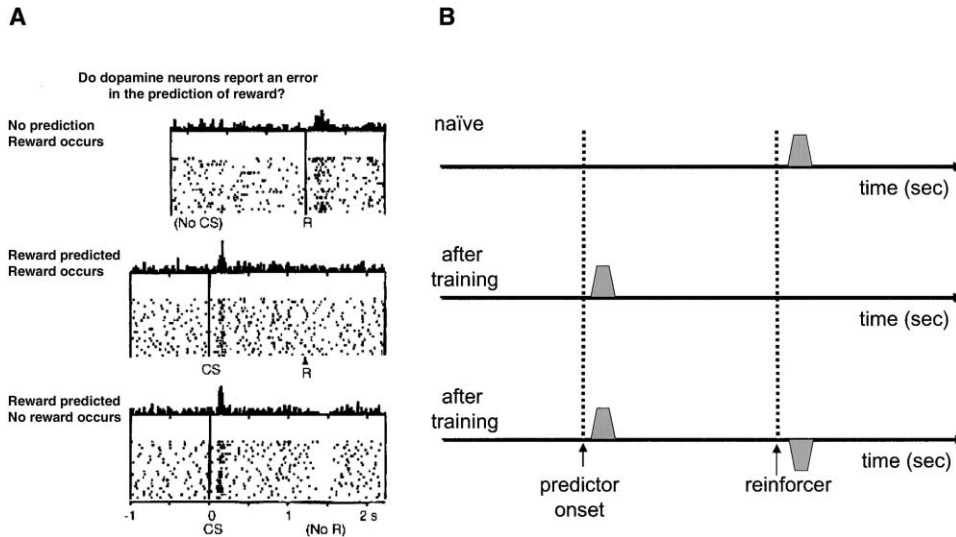 A
Do dopamine neurons report an error
in the prediction of reward?
No prediction
Reward occurs
(No CS)
R
Reward predicted
Reward occurs
CS
R
Reward predicted
No reward occurs
-1
0
1
2 s
CS
(No R)
B
naïve
time (sec)
after
training
time (sec)
after
training
time (sec)
predictor
onset
reinforcer